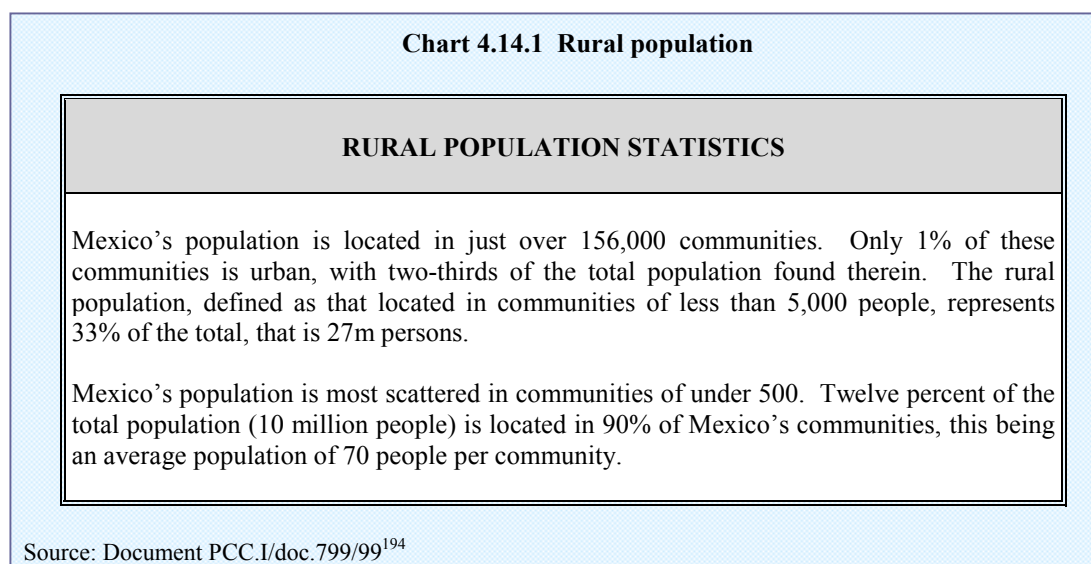 Chart 4.14.1  Rural population
RURAL POPULATION STATISTICS
Mexico’s population is located in just over 156,000 communities.  Only 1% of these
communities is urban, with two-thirds of the total population found therein.  The rural
population, defined as that located in communities of less than 5,000 people, represents
33% of the total, that is 27m persons.
Mexico’s population is most scattered in communities of under 500.  Twelve percent of the
total population (10 million people) is located in 90% of Mexico’s communities, this being
an average population of 70 people per community.
Source: Document PCC.I/doc.799/99194